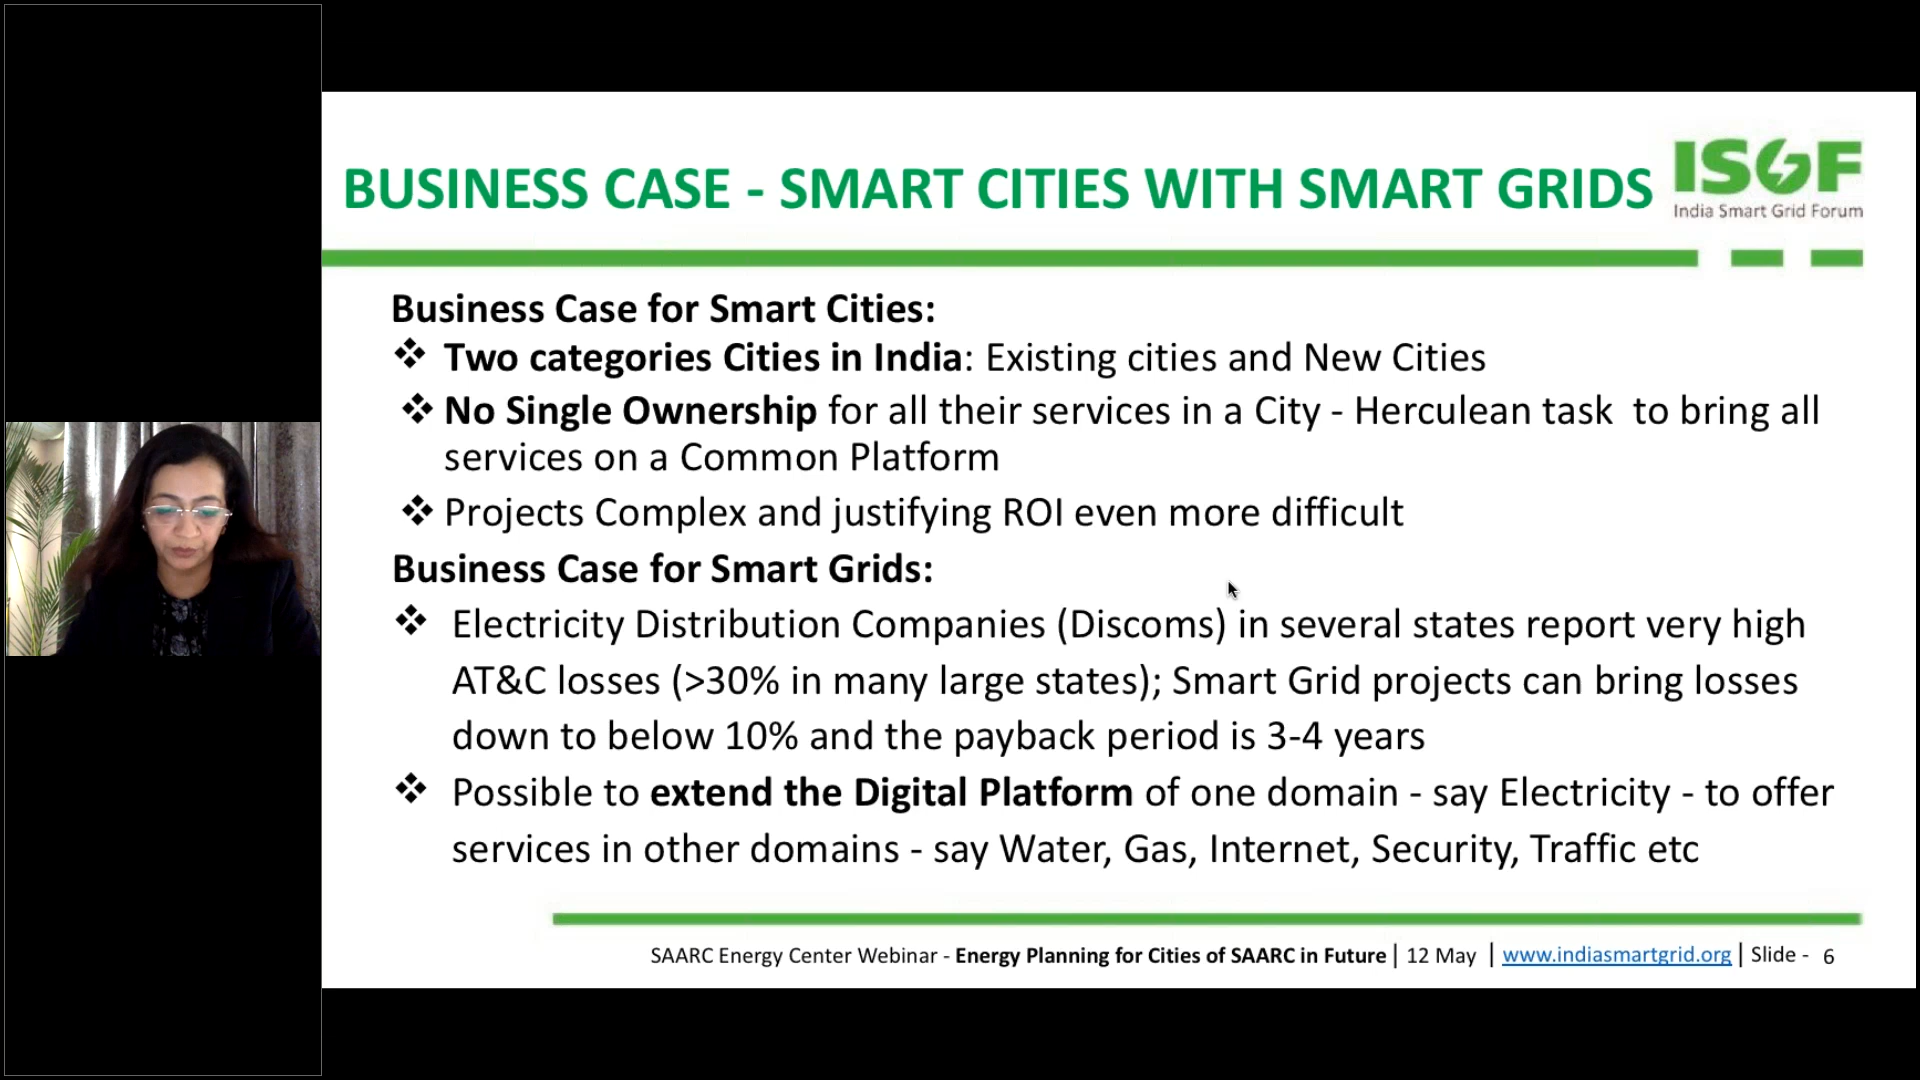 BUSINESS CASE - SMART CITIES WITH SMART GRIDS
ISGF
India Smart Grid Forum
Business Case for Smart Cities:
❖ Two categories Cities in India: Existing cities and New Cities
❖ No Single Ownership for all their services in a City - Herculean task to bring all
services on a Common Platform
❖ Projects Complex and justifying ROI even more difficult
Business Case for Smart Grids:
❖ Electricity Distribution Companies (Discoms) in several states report very high
AT&C losses (>30% in many large states); Smart Grid projects can bring losses
down to below 10% and the payback period is 3-4 years
❖ Possible to extend the Digital Platform of one domain - say Electricity - to offer
services in other domains - say Water, Gas, Internet, Security, Traffic etc
SAARC Energy Center Webinar - Energy Planning for Cities of SAARC in Future | 12 May | www.indiasmartgrid.org | Slide - 6